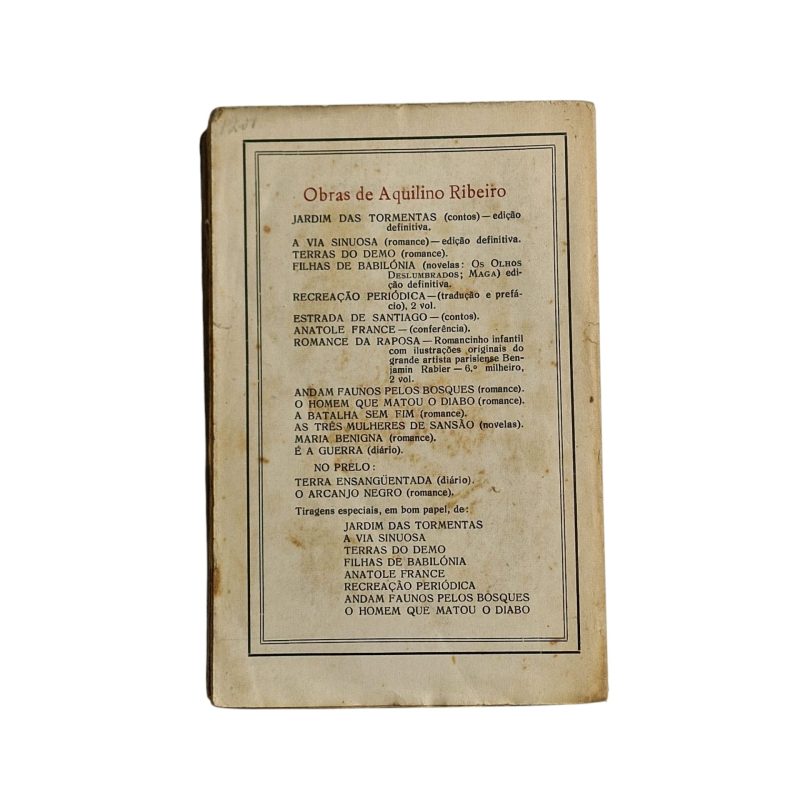 Obras de Aquilino Ribeiro
JARDIM DAS TORMENTAS (contos) — edição
definitiva.
A VIA SINUOSA (romance) — edição definitiva.
TERRAS DO DEMO (romance).
FILHAS DE BABILÓNIA (novelas: OS OLHOS
DESLUMBRADOS; MAGA) edi-
ção definitiva.
RECREAÇÃO PERIÓDICA — (tradução e prefá-
cio), 2 vol.
ESTRADA DE SANTIAGO — (contos).
ANATOLE FRANCE — (conferência).
ROMANCE DA RAPOSA — Romancinho infantil
com ilustrações originais do
grande artista parisiense Ben-
jamin Rabier — 6.º milheiro,
2 vol.
ANDAM FAUNOS PELOS BOSQUES (romance).
O HOMEM QUE MATOU O DIABO (romance).
A BATALHA SEM FIM (romance).
AS TRÊS MULHERES DE SANSÃO (novelas).
MARIA BENIGNA (romance).
É A GUERRA (diário).
NO PRELO:
TERRA ENSANGÜENTADA (diário).
O ARCANJO NEGRO (romance).
Tiragens especiais, em bom papel, de:
JARDIM DAS TORMENTAS
A VIA SINUOSA
TERRAS DO DEMO
FILHAS DE BABILÓNIA
ANATOLE FRANCE
RECREAÇÃO PERIÓDICA
ANDAM FAUNOS PELOS BOSQUES
O HOMEM QUE MATOU O DIABO